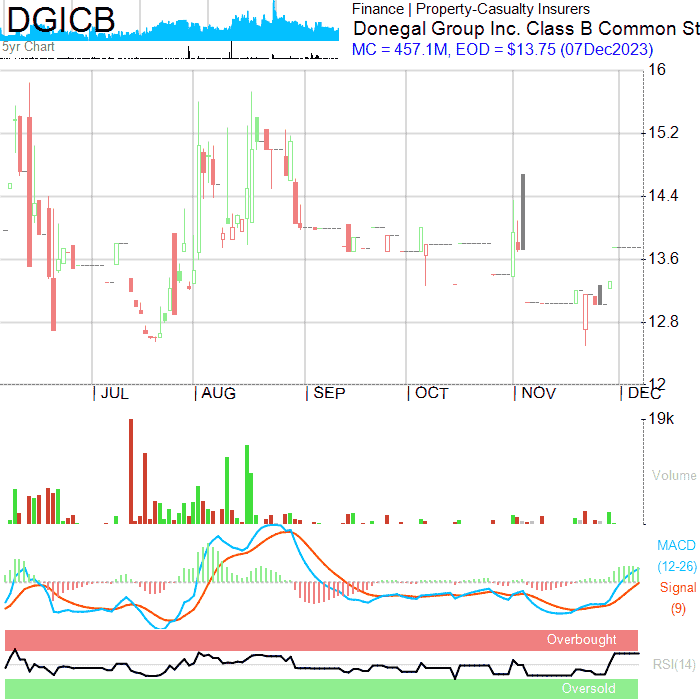 DGICB
5yr Chart
Finance | Property-Casualty Insurers
Donegal Group Inc. Class B Common St
MC = 457.1M, EOD = $13.75 (07Dec2023)
16
15.2
14.4
13.6
12.8
12
JUL AUG SEP OCT NOV DEC
19k
Volume
MACD
(12-26)
Signal
(9)
Overbought
RSI(14)
Oversold